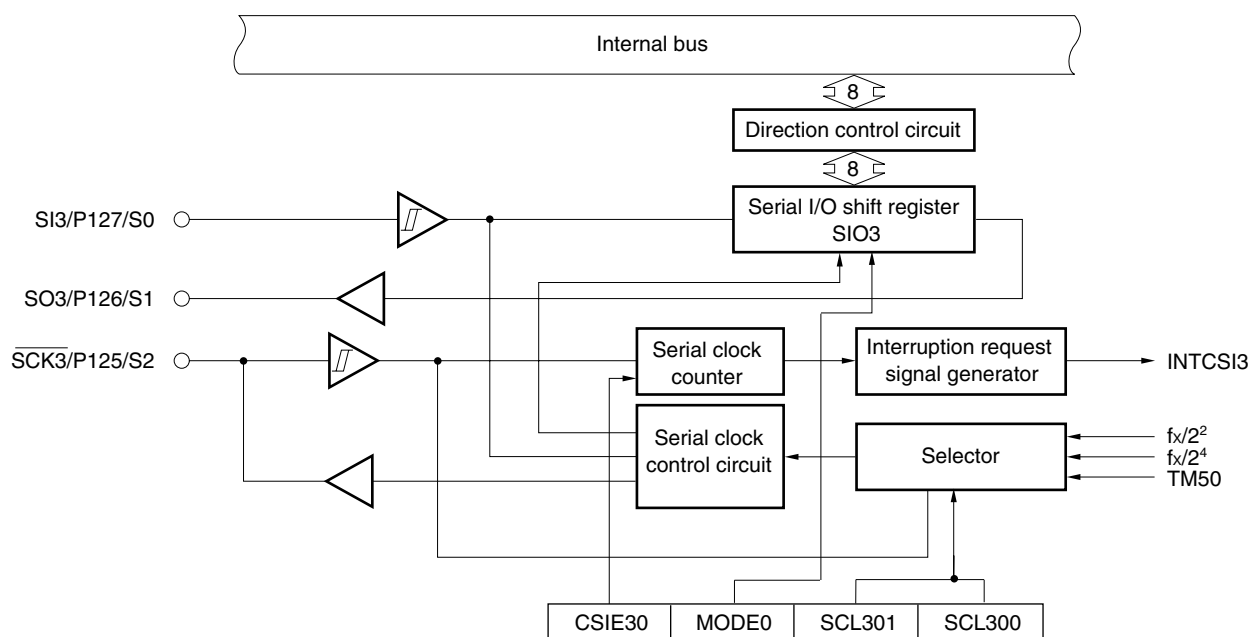 Internal bus
8
Direction control circuit
8
SI3/P127/S0
Serial I/O shift register
SIO3
SO3/P126/S1
SCK3/P125/S2
Serial clock
counter
Interruption request
signal generator
INTCSI3
Serial clock
control circuit
Selector
fx/2²
fx/2⁴
TM50
CSIE30
MODE0
SCL301
SCL300